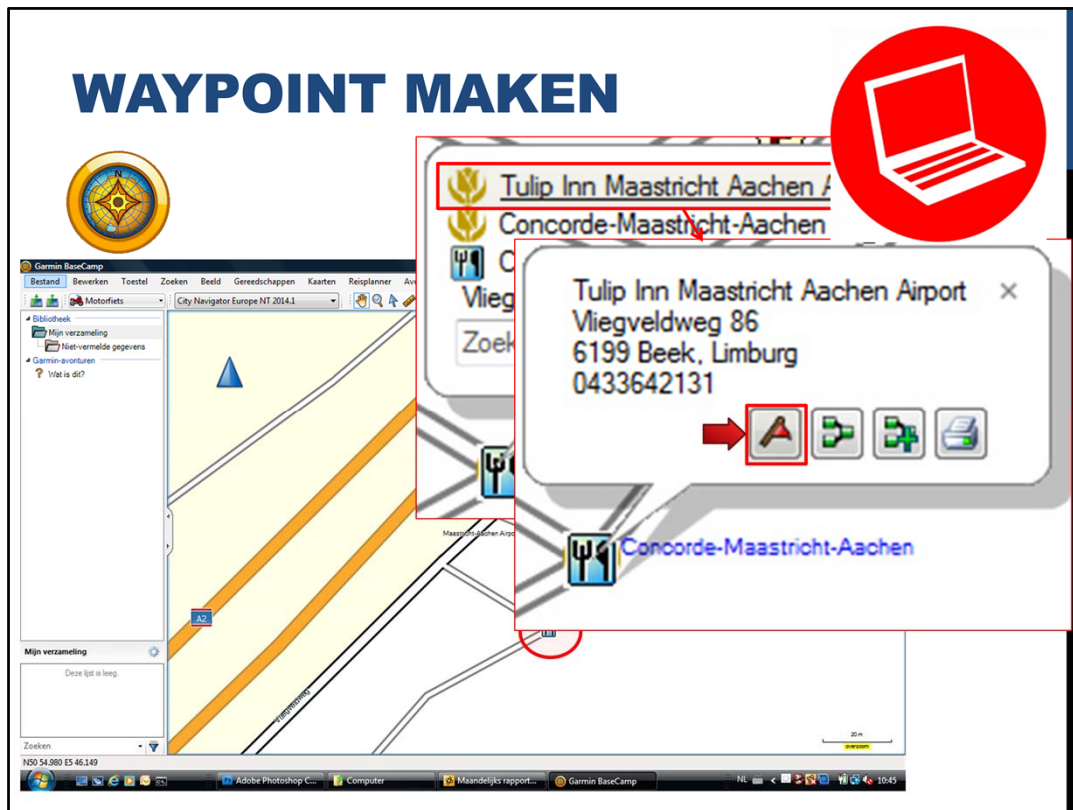 WAYPOINT MAKEN
N
Tulip Inn Maastricht Aachen A
Concorde-Maastricht-Aachen
C
Vlieg
Zoek
Tulip Inn Maastricht Aachen Airport
Vliegveldweg 86
6199 Beek, Limburg
0433642131
Concorde-Maastricht-Aachen
Garmin BaseCamp
Bestand Bewerken Toestel Zoeken Beeld Gereedschappen Kaarten Reisplanner Av
Motorfiets City Navigator Europe NT 2014.1
Bibliotheek
Mijn verzameling
Niet-vermelde gegevens
Garmin-avonturen
? Wat is dit?
Maastricht-Aachen Airpo
A2
Vliegveldweg
Mijn verzameling
Deze lijst is leeg.
Zoeken
20 m
overzoom
N50 54.980 E5 46.149
Adobe Photoshop C... Computer Maandelijks rapport... Garmin BaseCamp NL 10:45